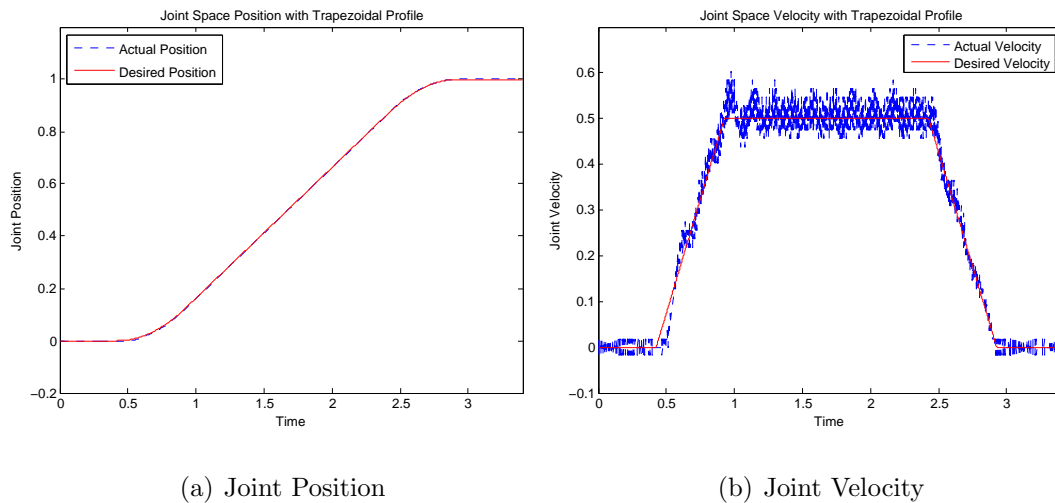 Joint Space Position with Trapezoidal Profile
Actual Position
Desired Position
Joint Position
1
0.8
0.6
0.4
0.2
0
−0.2
0
0.5
1
1.5
2
2.5
3
Time
(a) Joint Position
Joint Space Velocity with Trapezoidal Profile
Actual Velocity
Desired Velocity
Joint Velocity
0.6
0.5
0.4
0.3
0.2
0.1
0
−0.1
0
0.5
1
1.5
2
2.5
3
Time
(b) Joint Velocity